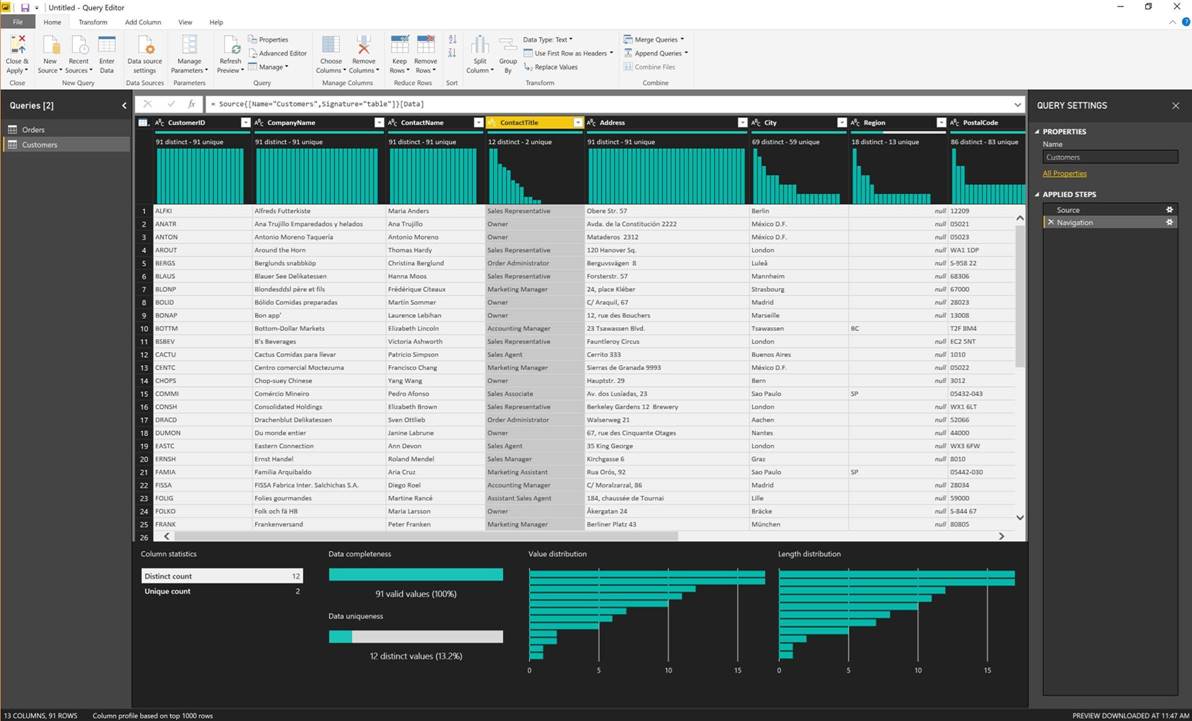 Untitled - Query Editor
File Home Transform Add Column View Help
Close & Apply
Close
New Source
Recent Sources
Enter Data
New Query
Data source settings
Data Sources
Manage Parameters
Parameters
Refresh Preview
Properties
Advanced Editor
Manage
Query
Choose Columns
Remove Columns
Manage Columns
Keep Rows
Remove Rows
Reduce Rows
Sort
Split Column
Group By
Data Type: Text
Use First Row as Headers
Replace Values
Transform
Merge Queries
Append Queries
Combine Files
Combine
Queries [2]
Orders
Customers
= Source{[Name="Customers",Signature="table"]}[Data]
CustomerID CompanyName ContactName ContactTitle Address City Region PostalCode
91 distinct - 91 unique 91 distinct - 91 unique 91 distinct - 91 unique 12 distinct - 2 unique 91 distinct - 91 unique 69 distinct - 59 unique 18 distinct - 13 unique 86 distinct - 83 unique
1 ALFKI Alfreds Futterkiste Maria Anders Sales Representative Obere Str. 57 Berlin null 12209
2 ANATR Ana Trujillo Emparedados y helados Ana Trujillo Owner Avda. de la Constitución 2222 México D.F. null 05021
3 ANTON Antonio Moreno Taquería Antonio Moreno Owner Mataderos 2312 México D.F. null 05023
4 AROUT Around the Horn Thomas Hardy Sales Representative 120 Hanover Sq. London null WA1 1DP
5 BERGS Berglunds snabbköp Christina Berglund Order Administrator Berguvsvägen 8 Luleå null S-958 22
6 BLAUS Blauer See Delikatessen Hanna Moos Sales Representative Forsterstr. 57 Mannheim null 68306
7 BLONP Blondesddsl père et fils Frédérique Citeaux Marketing Manager 24, place Kléber Strasbourg null 67000
8 BOLID Bólido Comidas preparadas Martín Sommer Owner C/ Araquil, 67 Madrid null 28023
9 BONAP Bon app' Laurence Lebihan Owner 12, rue des Bouchers Marseille null 13008
10 BOTTM Bottom-Dollar Markets Elizabeth Lincoln Accounting Manager 23 Tsawassen Blvd. Tsawassen BC T2F 8M4
11 BSBEV B's Beverages Victoria Ashworth Sales Representative Fauntleroy Circus London null EC2 5NT
12 CACTU Cactus Comidas para llevar Patricio Simpson Sales Agent Cerrito 333 Buenos Aires null 1010
13 CENTC Centro comercial Moctezuma Francisco Chang Marketing Manager Sierras de Granada 9993 México D.F. null 05022
14 CHOPS Chop-suey Chinese Yang Wang Owner Hauptstr. 29 Bern null 3012
15 COMMI Comércio Mineiro Pedro Afonso Sales Associate Av. dos Lusíadas, 23 Sao Paulo SP 05432-043
16 CONSH Consolidated Holdings Elizabeth Brown Sales Representative Berkeley Gardens 12 Brewery London null WX1 6LT
17 DRACD Drachenblut Delikatessen Sven Ottlieb Order Administrator Walserweg 21 Aachen null 52066
18 DUMON Du monde entier Janine Labrune Owner 67, rue des Cinquante Otages Nantes null 44000
19 EASTC Eastern Connection Ann Devon Sales Agent 35 King George London null WX3 6FW
20 ERNSH Ernst Handel Roland Mendel Sales Manager Kirchgasse 6 Graz null 8010
21 FAMIA Familia Arquibaldo Aria Cruz Marketing Assistant Rua Orós, 92 Sao Paulo SP 05442-030
22 FISSA FISSA Fabrica Inter. Salchichas S.A. Diego Roel Accounting Manager C/ Moralzarzal, 86 Madrid null 28034
23 FOLIG Folies gourmandes Martine Rancé Assistant Sales Agent 184, chaussée de Tournai Lille null 59000
24 FOLKO Folk och fä HB Maria Larsson Owner Åkergatan 24 Bräcke null S-844 67
25 FRANK Frankenversand Peter Franken Marketing Manager Berliner Platz 43 München null 80805
26
Column statistics
Distinct count 12
Unique count 2
Data completeness
91 valid values (100%)
Data uniqueness
12 distinct values (13.2%)
Value distribution
0 5 10 15
Length distribution
0 5 10 15
QUERY SETTINGS
PROPERTIES
Name
Customers
All Properties
APPLIED STEPS
Source
Navigation
13 COLUMNS, 91 ROWS Column profile based on top 1000 rows PREVIEW DOWNLOADED AT 11:47 AM